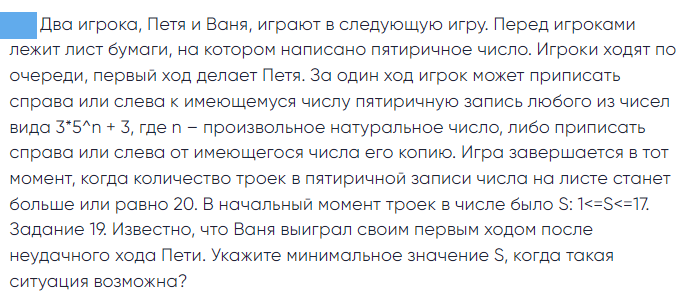 Два игрока, Петя и Ваня, играют в следующую игру. Перед игроками
лежит лист бумаги, на котором написано пятиричное число. Игроки ходят по
очереди, первый ход делает Петя. За один ход игрок может приписать
справа или слева к имеющемуся числу пятиричную запись любого из чисел
вида 3*5^n + 3, где n – произвольное натуральное число, либо приписать
справа или слева от имеющегося числа его копию. Игра завершается в тот
момент, когда количество троек в пятиричной записи числа на листе станет
больше или равно 20. В начальный момент троек в числе было S: 1<=S<=17.
Задание 19. Известно, что Ваня выиграл своим первым ходом после
неудачного хода Пети. Укажите минимальное значение S, когда такая
ситуация возможна?